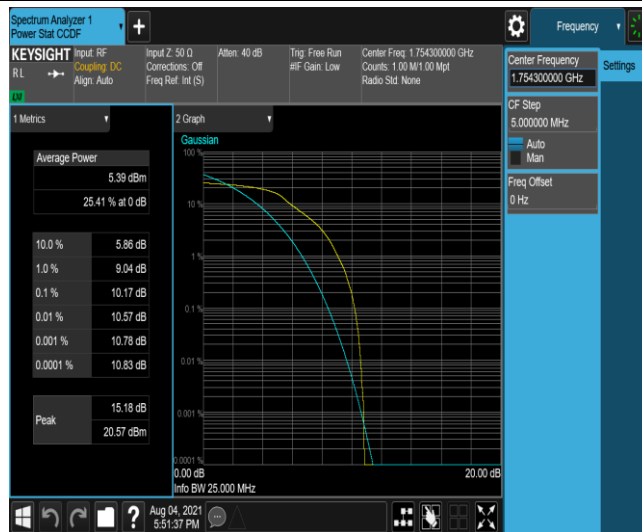 Spectrum Analyzer 1
Power Stat CCDF
Frequency
KEYSIGHT
RL
LXI
Input: RF
Coupling: DC
Align: Auto
Input Z: 50 Ω
Corrections: Off
Freq Ref: Int (S)
Atten: 40 dB
Trig: Free Run
#IF Gain: Low
Center Freq: 1.754300000 GHz
Counts: 1.00 M/1.00 Mpt
Radio Std: None
Center Frequency
1.754300000 GHz
Settings
CF Step
5.000000 MHz
Auto
Man
Freq Offset
0 Hz
1 Metrics
Average Power
5.39 dBm
25.41 % at 0 dB
10.0 % 5.86 dB
1.0 % 9.04 dB
0.1 % 10.17 dB
0.01 % 10.57 dB
0.001 % 10.78 dB
0.0001 % 10.83 dB
Peak
15.18 dB
20.57 dBm
2 Graph
Gaussian
100 %
10 %
1 %
0.1 %
0.01 %
0.001 %
0.0001 %
0.00 dB 20.00 dB
Info BW 25.000 MHz
?
Aug 04, 2021
5:51:37 PM